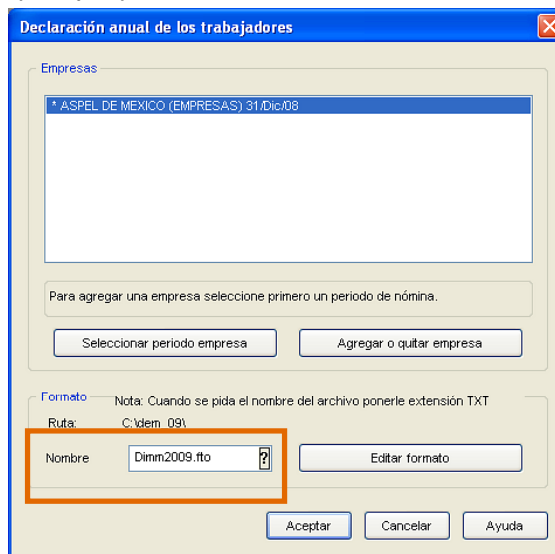 Declaración anual de los trabajadores
Empresas
* ASPEL DE MEXICO (EMPRESAS) 31/Dic/08
Para agregar una empresa seleccione primero un periodo de nómina.
Seleccionar periodo empresa
Agregar o quitar empresa
Formato
Nota: Cuando se pida el nombre del archivo ponerle extensión TXT
Ruta: C:\dem_09\
Nombre Dimm2009.fto ? Editar formato
Aceptar Cancelar Ayuda